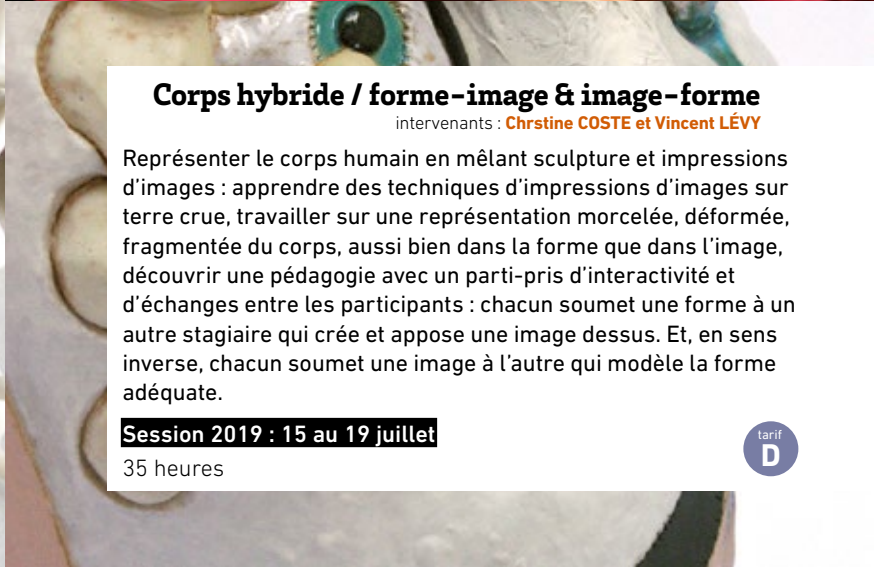 Corps hybride / forme-image & image-forme
intervenants : Chrstine COSTE et Vincent LÉVY
Représenter le corps humain en mêlant sculpture et impressions
d’images : apprendre des techniques d’impressions d’images sur
terre crue, travailler sur une représentation morcelée, déformée,
fragmentée du corps, aussi bien dans la forme que dans l’image,
découvrir une pédagogie avec un parti-pris d’interactivité et
d’échanges entre les participants : chacun soumet une forme à un
autre stagiaire qui crée et appose une image dessus. Et, en sens
inverse, chacun soumet une image à l’autre qui modèle la forme
adéquate.
Session 2019 : 15 au 19 juillet
35 heures
tarif
D